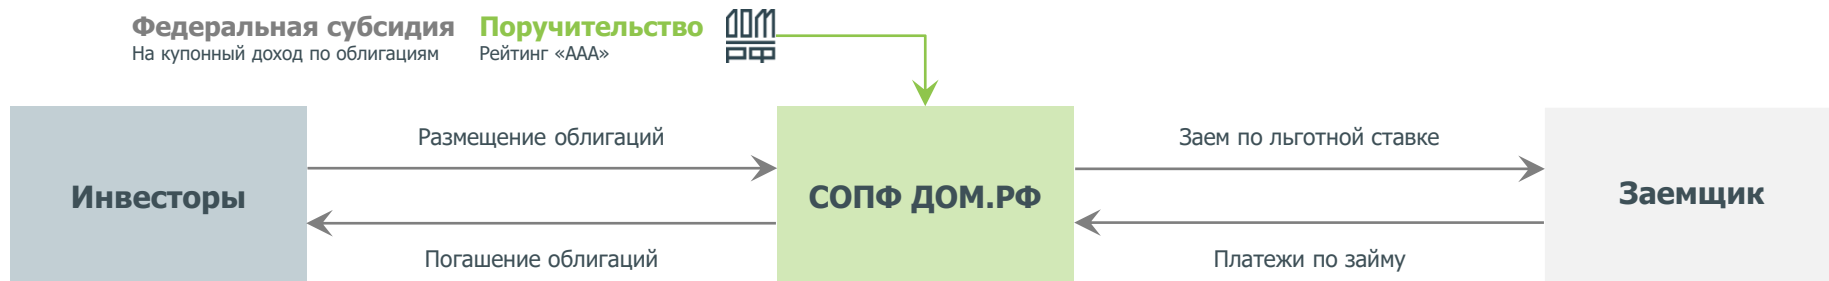 Федеральная субсидия Поручительство
На купонный доход по облигациям Рейтинг «AAA»
ДОМ
РФ
Размещение облигаций
Заем по льготной ставке
Инвесторы
СОПФ ДОМ.РФ
Заемщик
Погашение облигаций
Платежи по займу